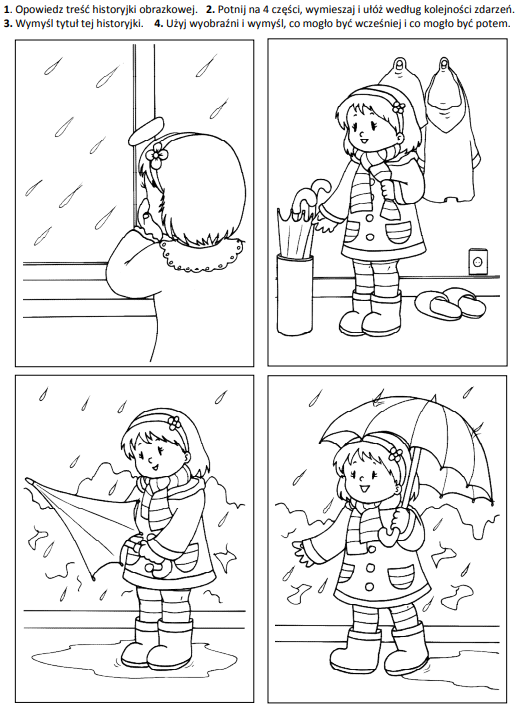 1. Opowiedz treść historyjki obrazkowej. 2. Potnij na 4 części, wymieszaj i ułóż według kolejności zdarzeń.
3. Wymyśl tytuł tej historyjki. 4. Użyj wyobraźni i wymyśl, co mogło być wcześniej i co mogło być potem.